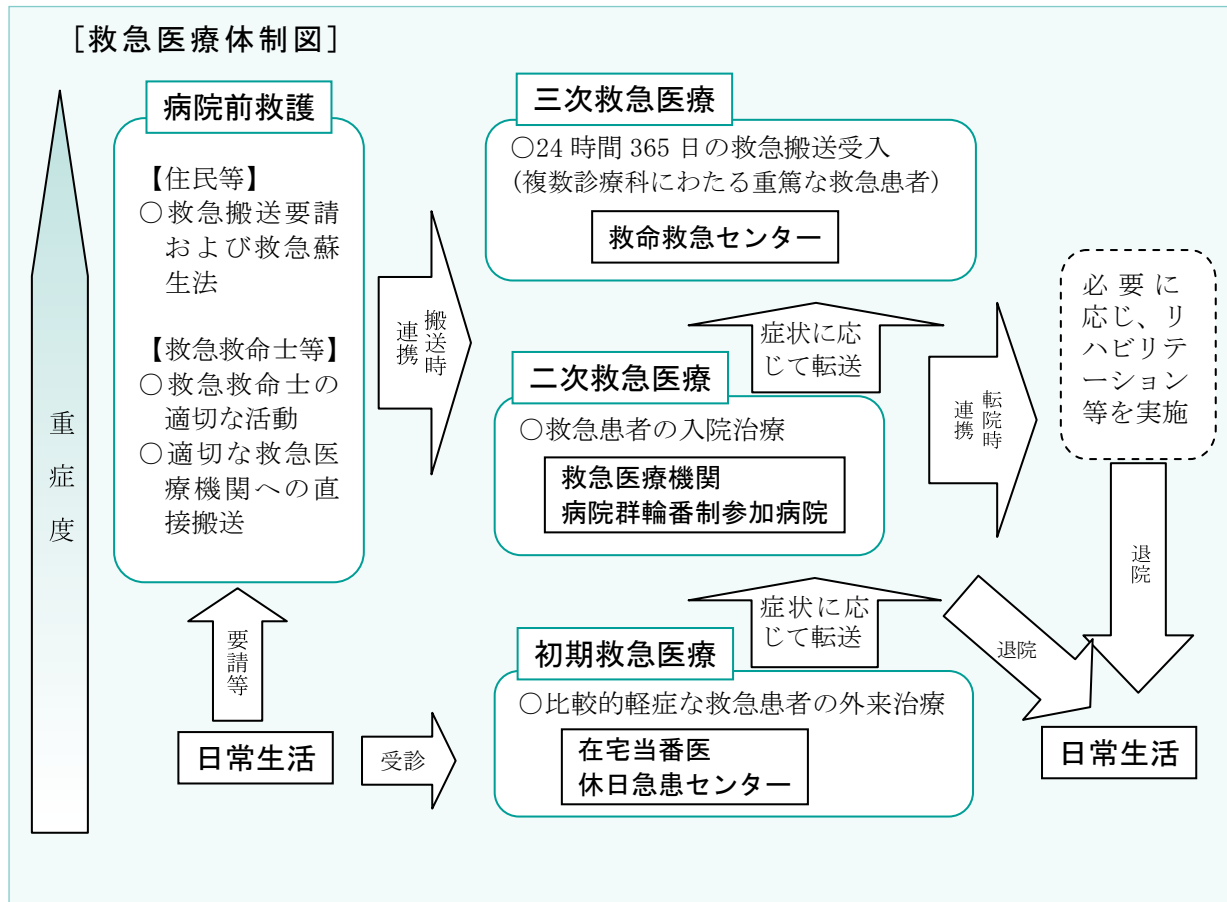 [救急医療体制図]
重症度
病院前救護
【住民等】
○救急搬送要請
および救急蘇
生法
【救急救命士等】
○救急救命士の
適切な活動
○適切な救急医
療機関への直
接搬送
要請等
日常生活
受診
搬送時
連携
三次救急医療
○24時間365日の救急搬送受入
(複数診療科にわたる重篤な救急患者)
救命救急センター
症状に応
じて転送
二次救急医療
○救急患者の入院治療
救急医療機関
病院群輪番制参加病院
症状に応
じて転送
初期救急医療
○比較的軽症な救急患者の外来治療
在宅当番医
休日急患センター
転院時
連携
必要に
応じ、リ
ハビリテ
ーション
等を実施
退院
退院
日常生活